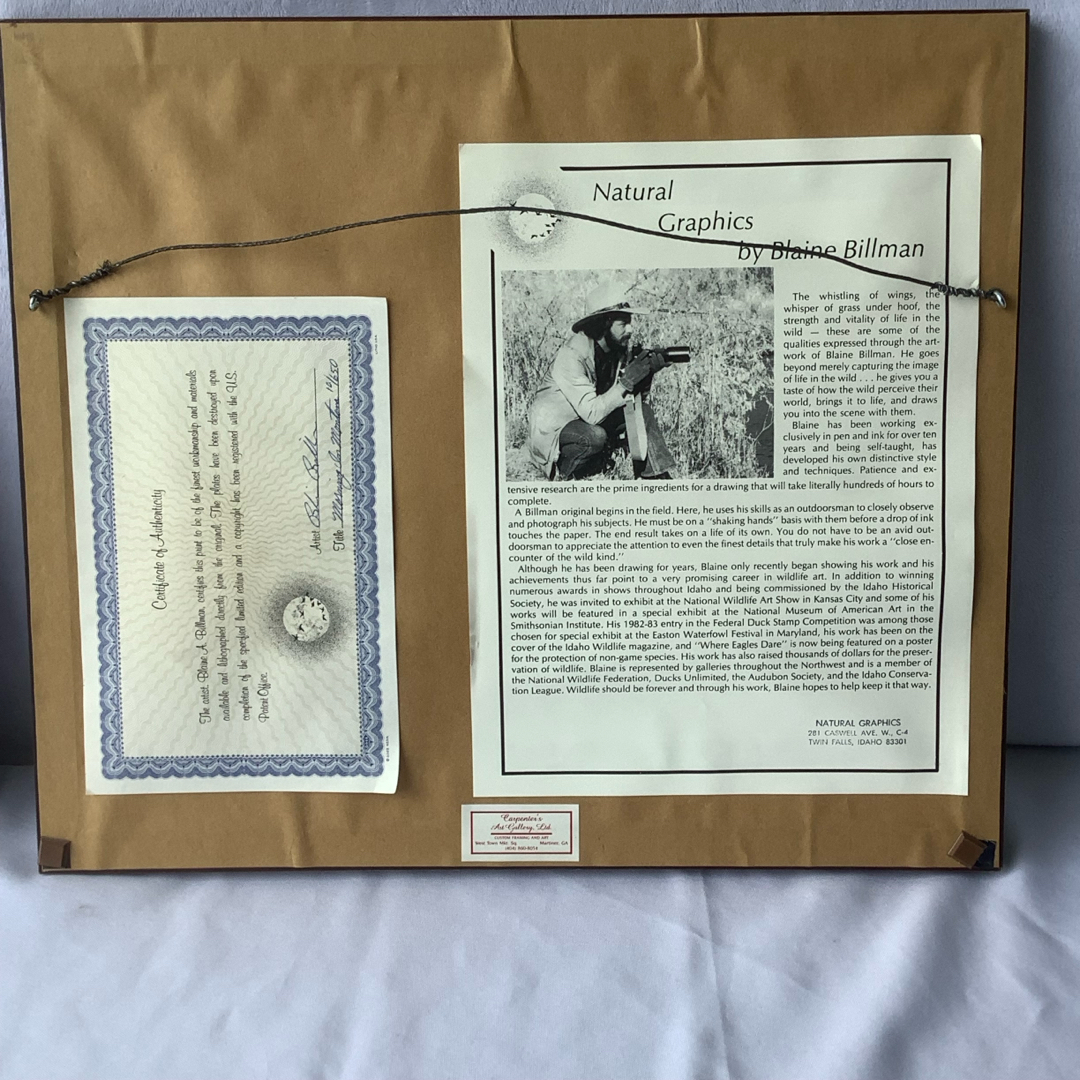 Natural
Graphics
by Blaine Billman
The whistling of wings, the
whisper of grass under hoof, the
strength and vitality of life in the
wild — these are some of the
qualities expressed through the art-
work of Blaine Billman. He goes
beyond merely capturing the image
of life in the wild . . . he gives you a
taste of how the wild perceive their
world, brings it to life, and draws
you into the scene with them.
Blaine has been working ex-
clusively in pen and ink for over ten
years and being self-taught, has
developed his own distinctive style
and techniques. Patience and ex-
tensive research are the prime ingredients for a drawing that will take literally hundreds of hours to
complete.
A Billman original begins in the field. Here, he uses his skills as an outdoorsman to closely observe
and photograph his subjects. He must be on a "shaking hands" basis with them before a drop of ink
touches the paper. The end result takes on a life of its own. You do not have to be an avid out-
doorsman to appreciate the attention to even the finest details that truly make his work a "close en-
counter of the wild kind."
Although he has been drawing for years, Blaine only recently began showing his work and his
achievements thus far point to a very promising career in wildlife art. In addition to winning
numerous awards in shows throughout Idaho and being commissioned by the Idaho Historical
Society, he was invited to exhibit at the National Wildlife Art Show in Kansas City and some of his
works will be featured in a special exhibit at the National Museum of American Art in the
Smithsonian Institute. His 1982-83 entry in the Federal Duck Stamp Competition was among those
chosen for special exhibit at the Easton Waterfowl Festival in Maryland, his work has been on the
cover of the Idaho Wildlife magazine, and "Where Eagles Dare" is now being featured on a poster
for the protection of non-game species. His work has also raised thousands of dollars for the preser-
vation of wildlife. Blaine is represented by galleries throughout the Northwest and is a member of
the National Wildlife Federation, Ducks Unlimited, the Audubon Society, and the Idaho Conserva-
tion League. Wildlife should be forever and through his work, Blaine hopes to help keep it that way.
NATURAL GRAPHICS
281 CASWELL AVE. W., C-4
TWIN FALLS, IDAHO 83301
Certificate of Authenticity
The artist, Blaine A. Billman, certifies this print to be of the finest workmanship and materials
available and lithographed directly from the original. The plates have been destroyed upon
completion of the specified limited edition and a copyright has been registered with the U.S.
Patent Office.
Artist Blaine Billman
Title
Carpenter's
Art Gallery, Ltd.
CUSTOM FRAMING AND ART
West Town Mkt. Sq. Martinez, GA
(404) 860-8254